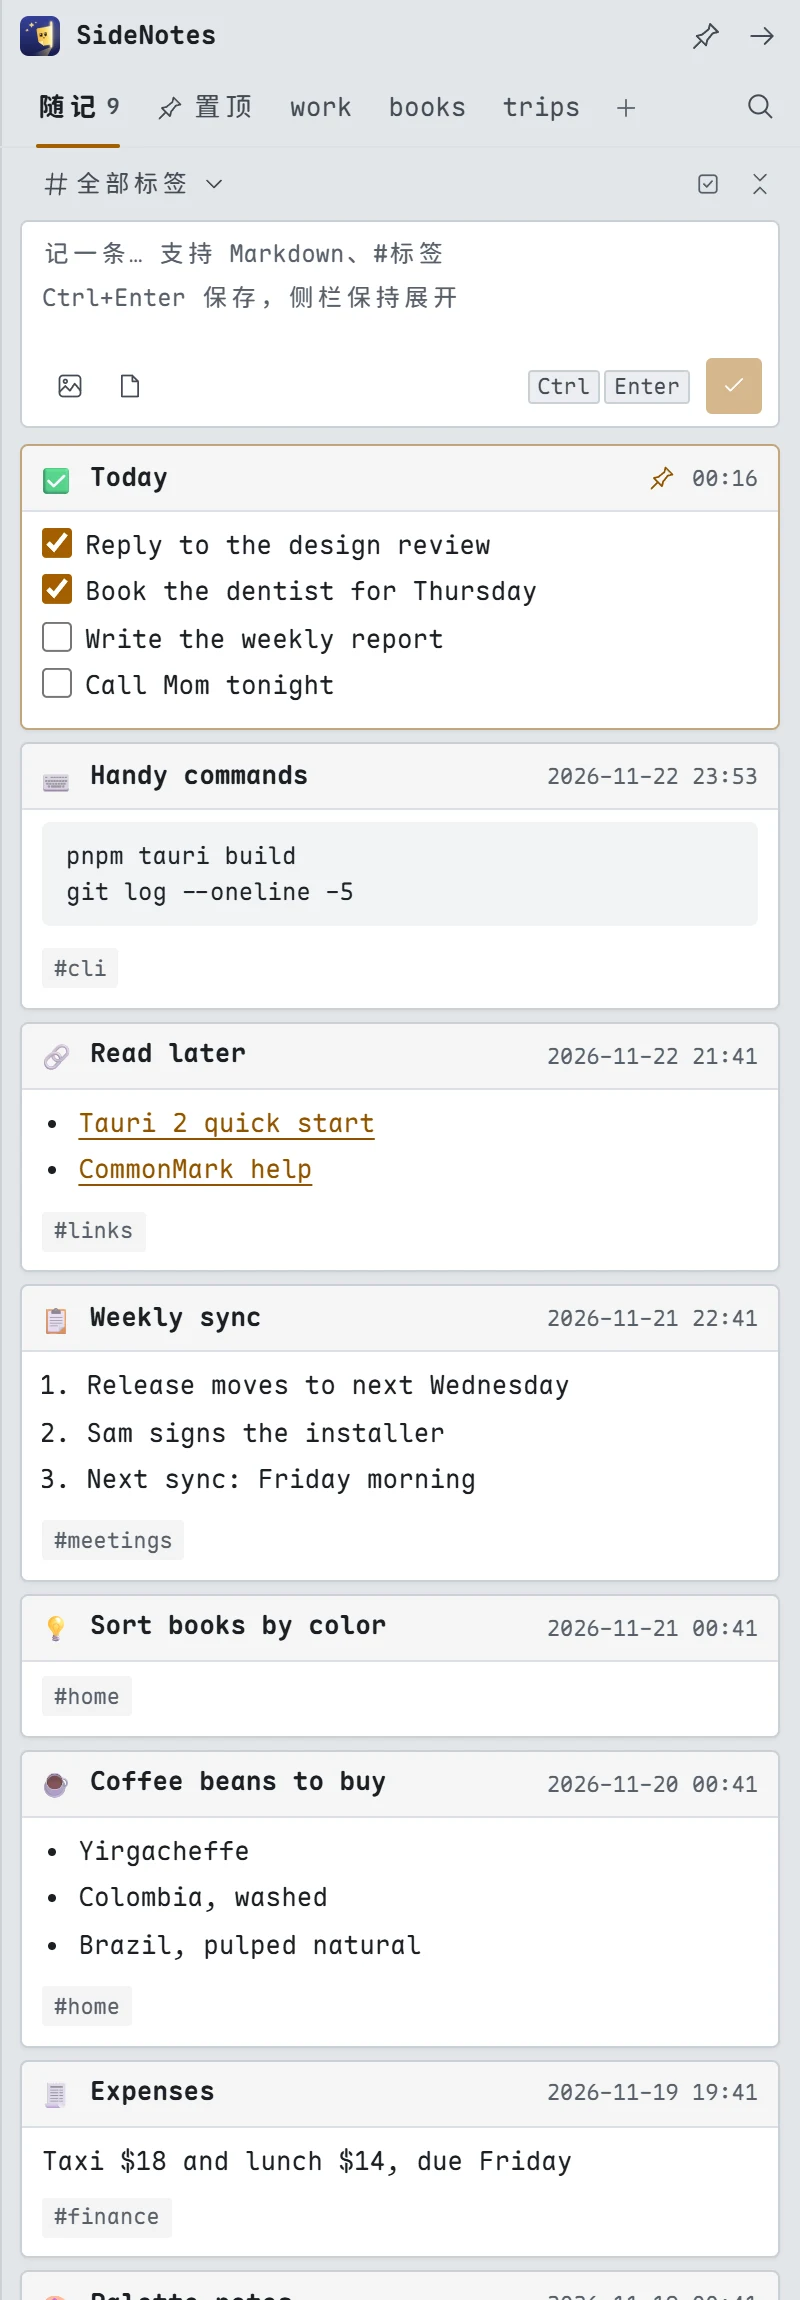 SideNotes
随记 9 置顶 work books trips
全部标签
记一条… 支持 Markdown、#标签
Ctrl+Enter 保存，侧栏保持展开
Ctrl Enter
Today 00:16
Reply to the design review
Book the dentist for Thursday
Write the weekly report
Call Mom tonight
Handy commands 2026-11-22 23:53
pnpm tauri build
git log --oneline -5
#cli
Read later 2026-11-22 21:41
• Tauri 2 quick start
• CommonMark help
#links
Weekly sync 2026-11-21 22:41
1. Release moves to next Wednesday
2. Sam signs the installer
3. Next sync: Friday morning
#meetings
Sort books by color 2026-11-21 00:41
#home
Coffee beans to buy 2026-11-20 00:41
• Yirgacheffe
• Colombia, washed
• Brazil, pulped natural
#home
Expenses 2026-11-19 19:41
Taxi $18 and lunch $14, due Friday
#finance
Palette notes